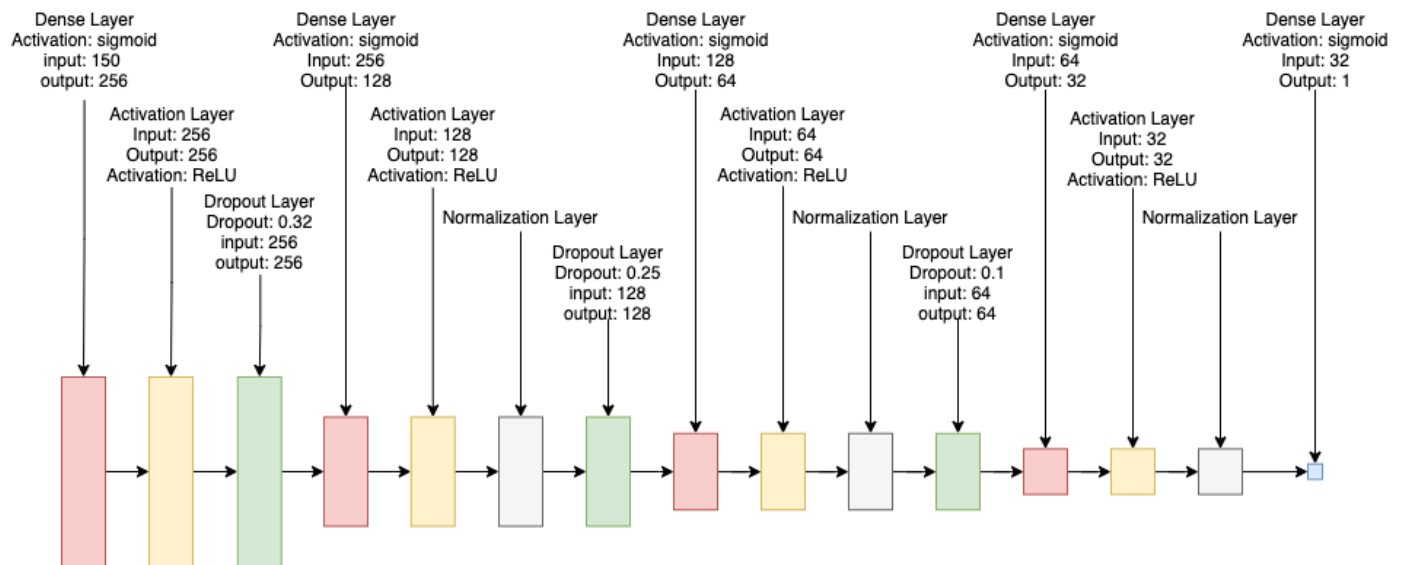 Dense Layer
Activation: sigmoid
input: 150
output: 256
Activation Layer
Input: 256
Output: 256
Activation: ReLU
Dropout Layer
Dropout: 0.32
input: 256
output: 256
Dense Layer
Activation: sigmoid
Input: 256
Output: 128
Activation Layer
Input: 128
Output: 128
Activation: ReLU
Normalization Layer
Dropout Layer
Dropout: 0.25
input: 128
output: 128
Dense Layer
Activation: sigmoid
Input: 128
Output: 64
Activation Layer
Input: 64
Output: 64
Activation: ReLU
Normalization Layer
Dropout Layer
Dropout: 0.1
input: 64
output: 64
Dense Layer
Activation: sigmoid
Input: 64
Output: 32
Activation Layer
Input: 32
Output: 32
Activation: ReLU
Normalization Layer
Dense Layer
Activation: sigmoid
Input: 32
Output: 1